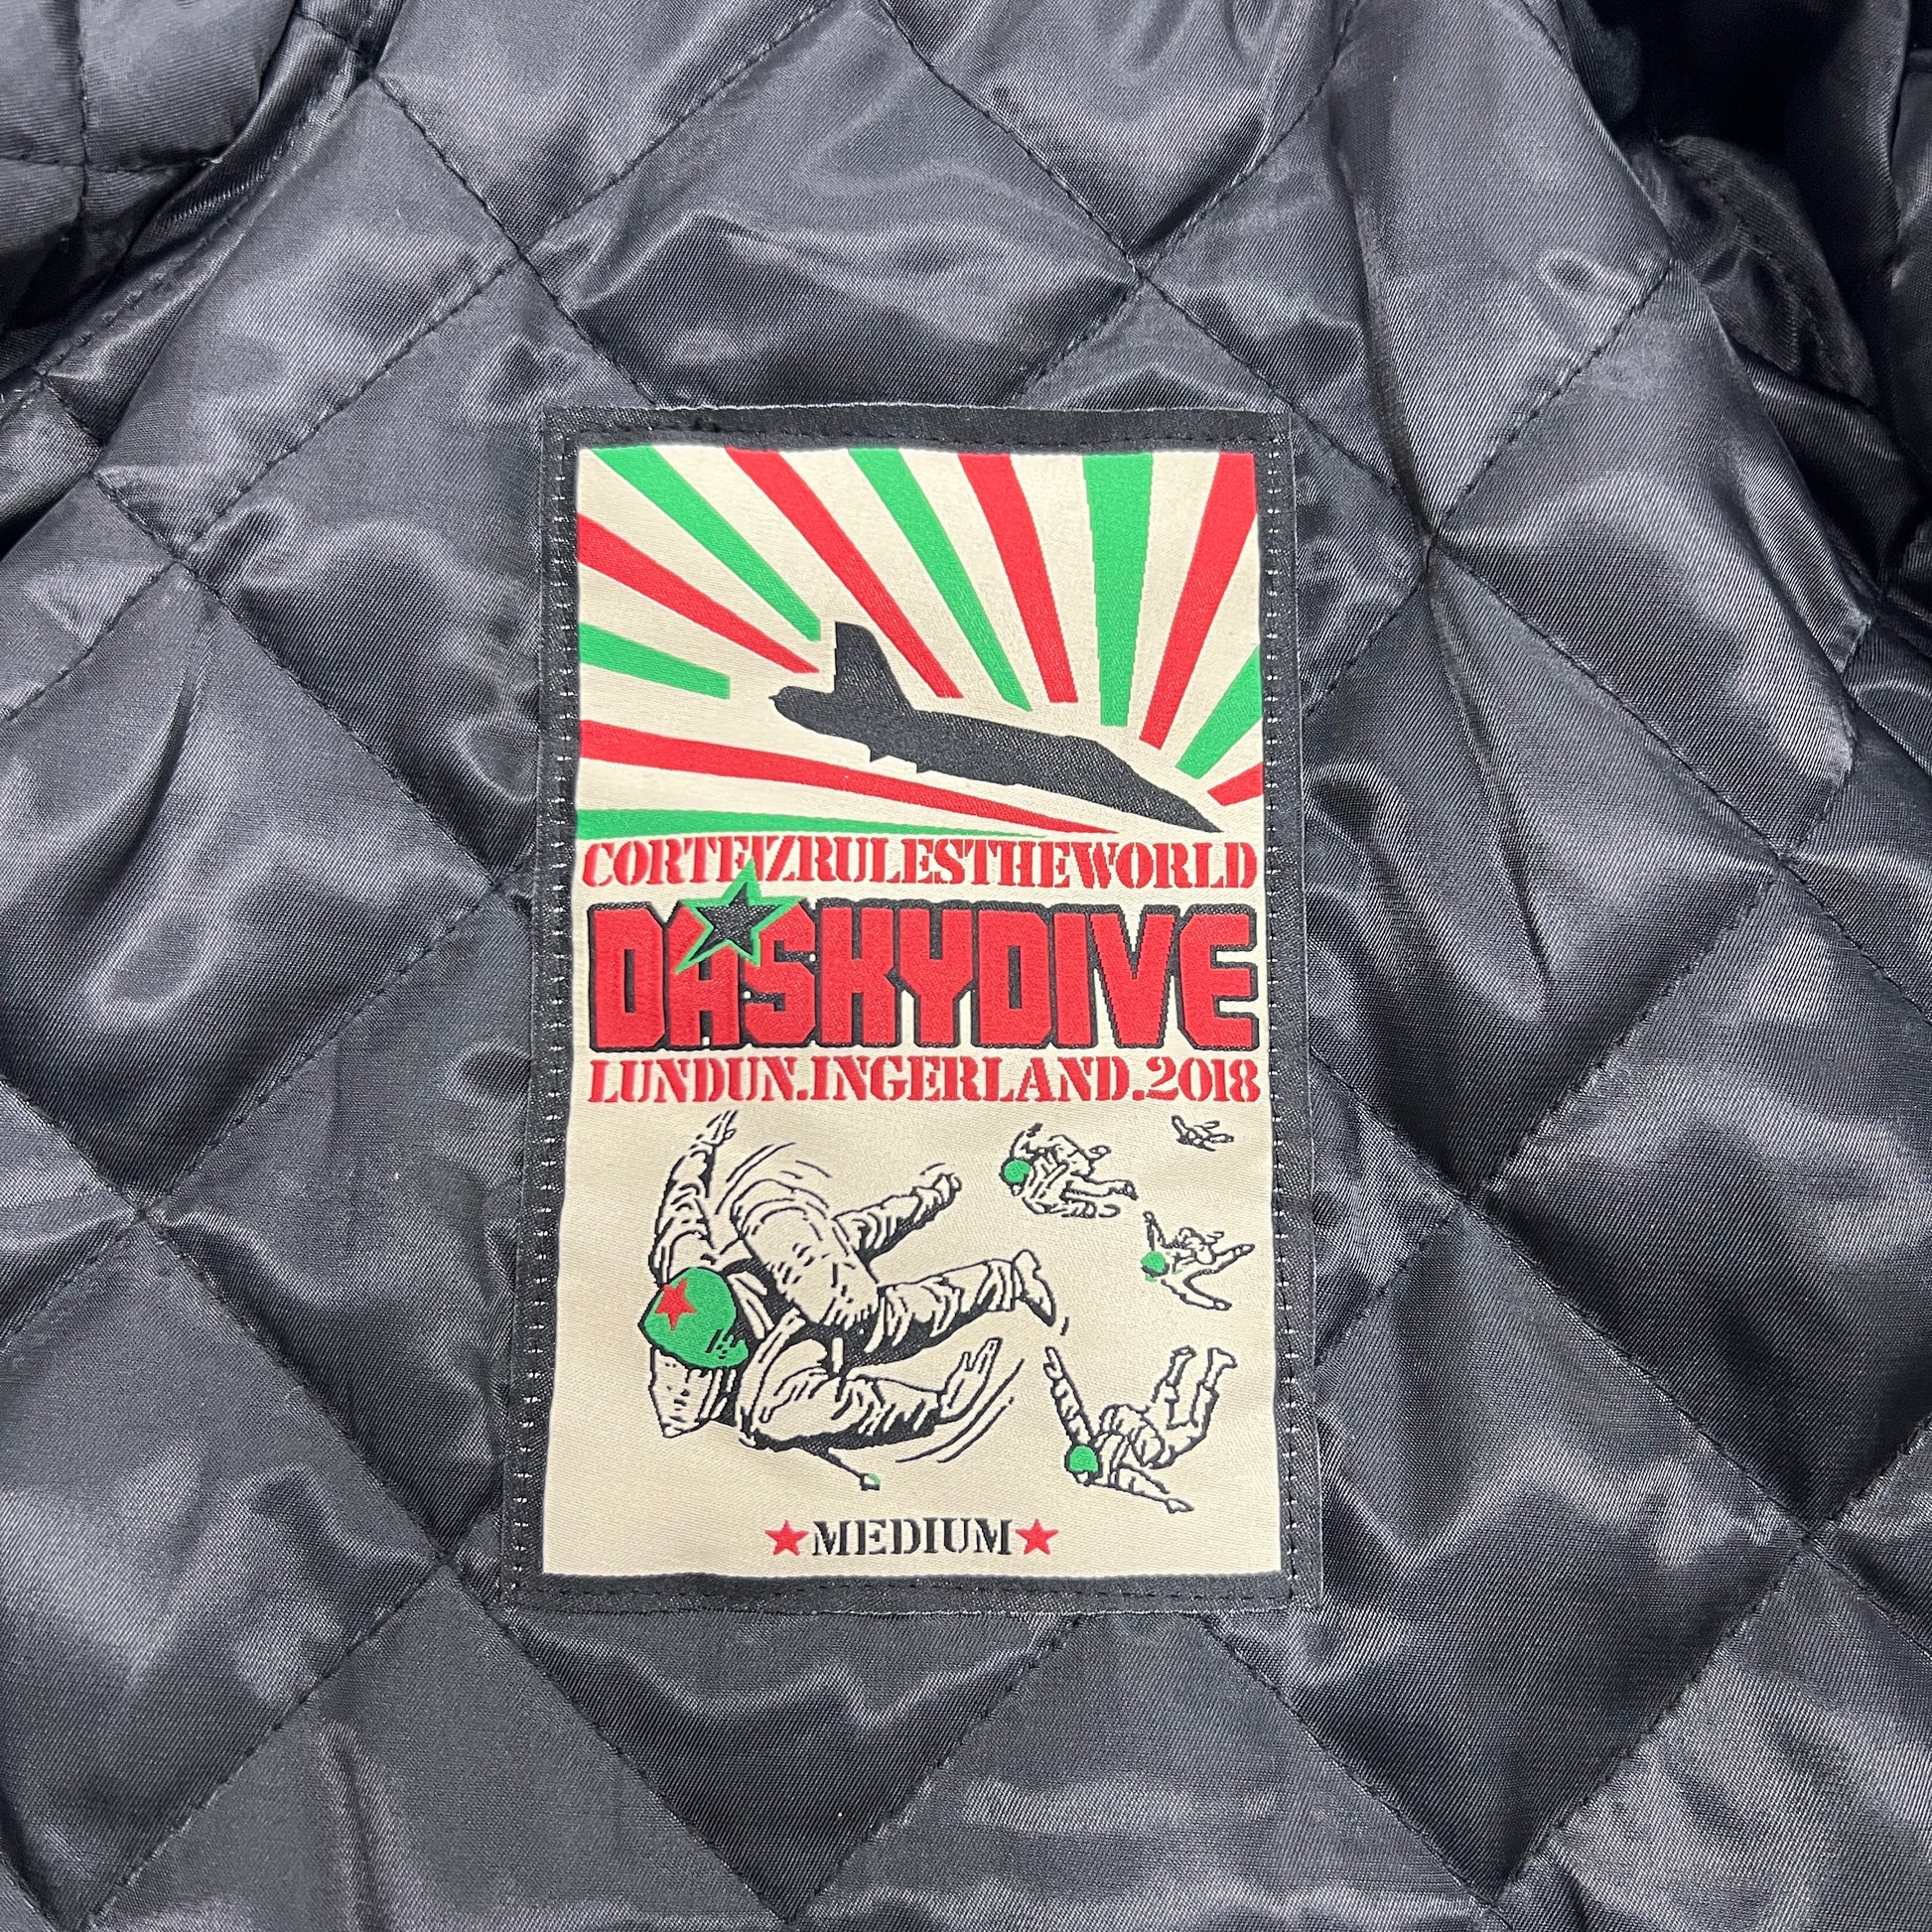 CORTEIZRULESTHEWORLD
DASKYDIVE
LUNDUN.INGERLAND.2018
★MEDIUM★